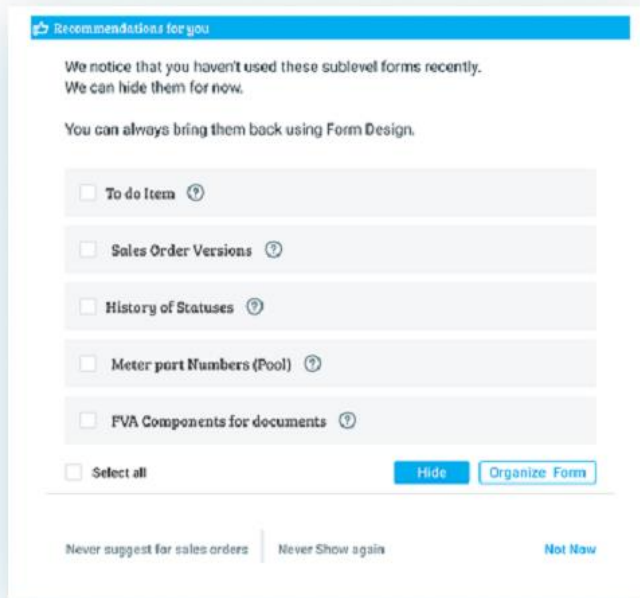 Recommendations for you
We notice that you haven't used these sublevel forms recently.
We can hide them for now.
You can always bring them back using Form Design.
To do Item
Sales Order Versions
History of Statuses
Meter part Numbers (Pool)
FVA Components for documents
Select all
Hide
Organize Form
Never suggest for sales orders
Never Show again
Not Now